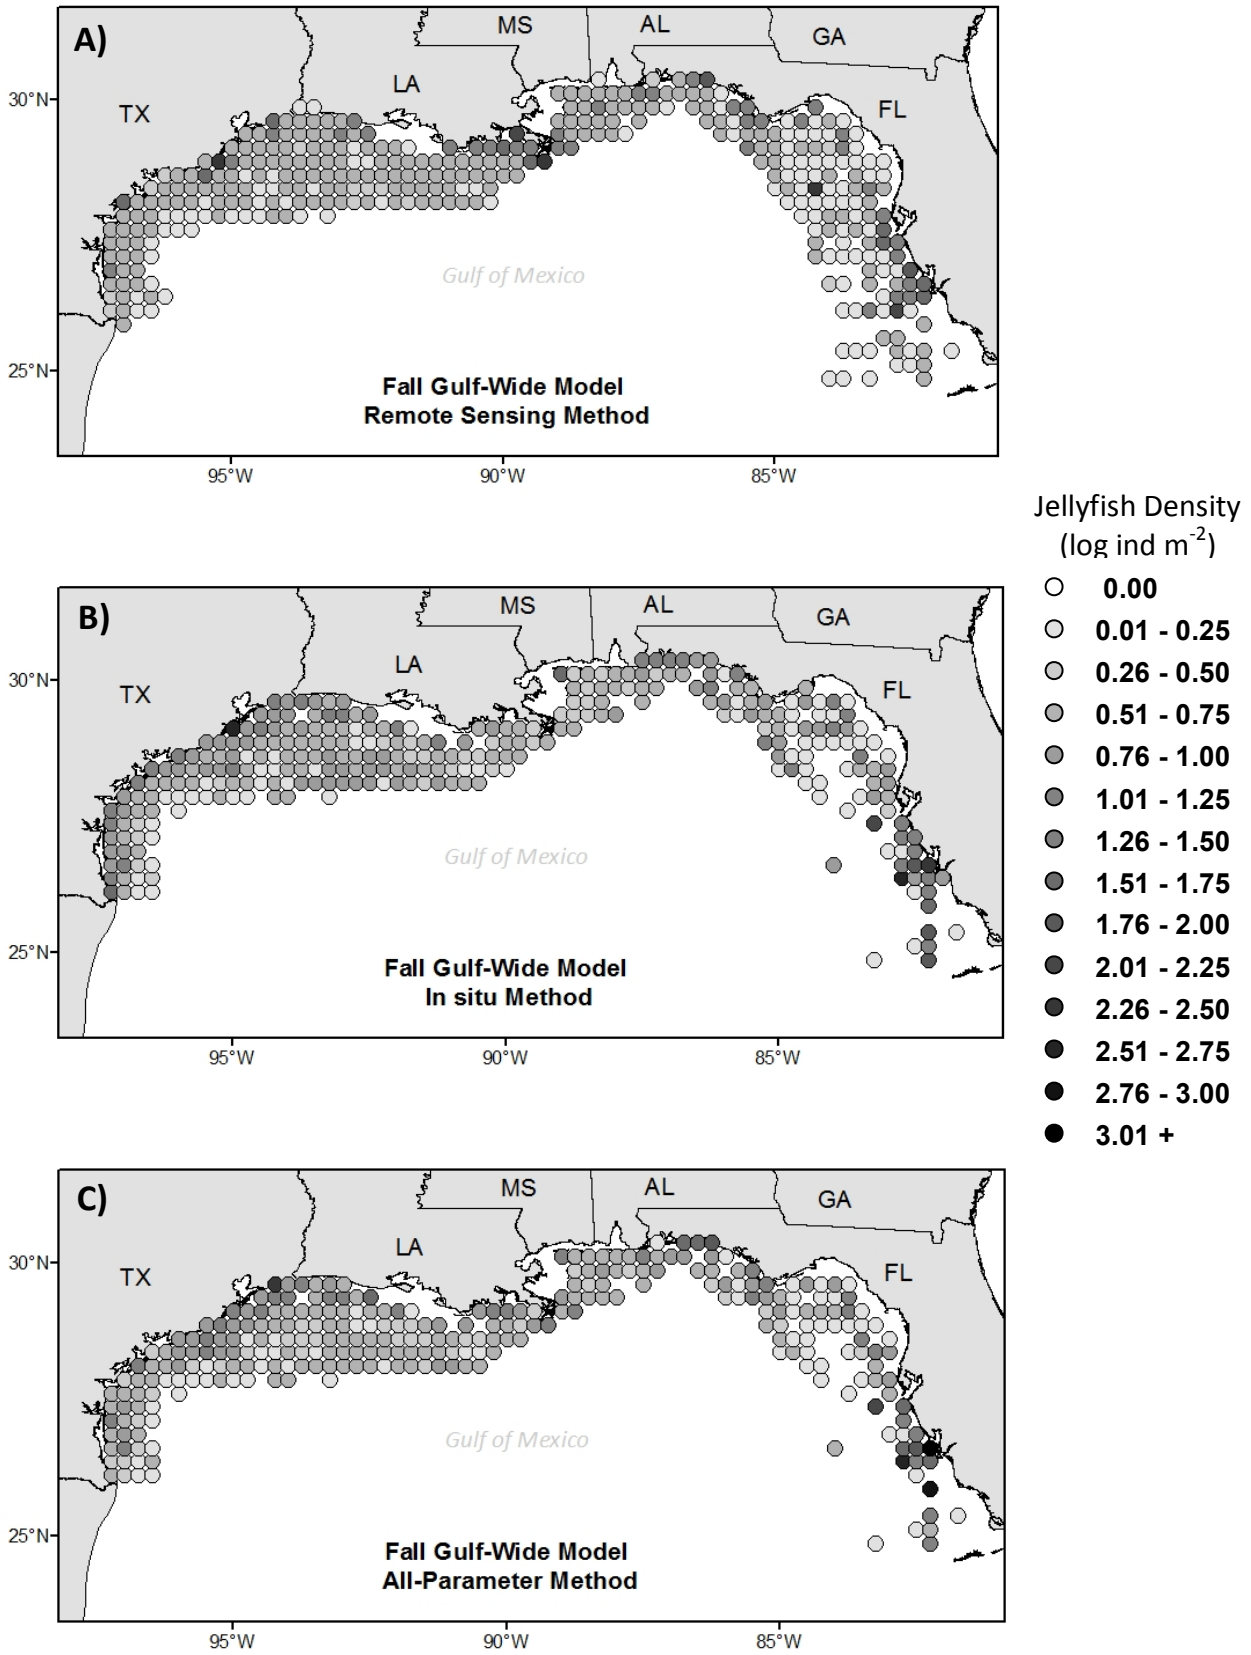 A)
MS
AL
GA
LA
TX
FL
30°N
25°N
Gulf of Mexico
Fall Gulf-Wide Model
Remote Sensing Method
95°W
90°W
85°W
Jellyfish Density
(log ind m⁻²)
0.00
0.01 - 0.25
0.26 - 0.50
0.51 - 0.75
0.76 - 1.00
1.01 - 1.25
1.26 - 1.50
1.51 - 1.75
1.76 - 2.00
2.01 - 2.25
2.26 - 2.50
2.51 - 2.75
2.76 - 3.00
3.01 +
B)
MS
AL
GA
LA
TX
FL
30°N
25°N
Gulf of Mexico
Fall Gulf-Wide Model
In situ Method
95°W
90°W
85°W
C)
MS
AL
GA
LA
TX
FL
30°N
25°N
Gulf of Mexico
Fall Gulf-Wide Model
All-Parameter Method
95°W
90°W
85°W